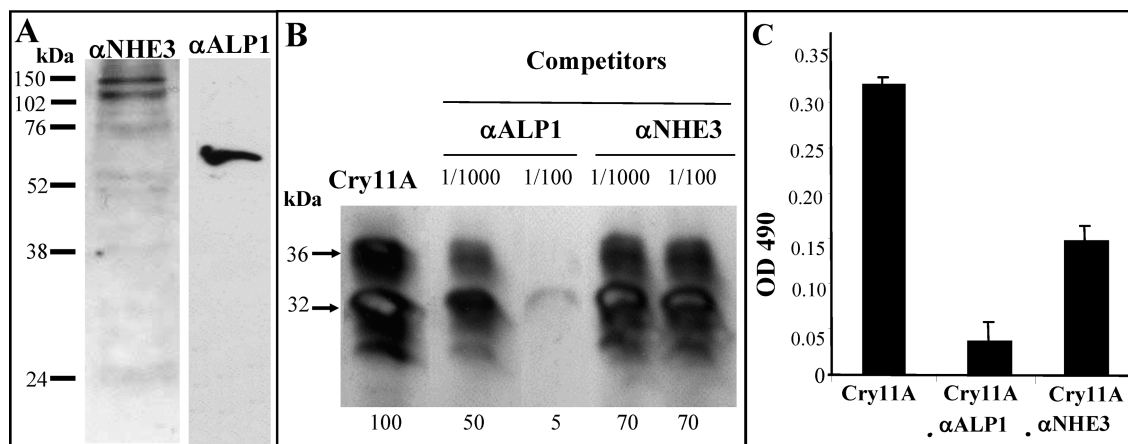 A
αNHE3 αALP1
kDa
150
102
76
52
38
24
B
Competitors
αALP1 αNHE3
Cry11A 1/1000 1/100 1/1000 1/100
kDa
36
32
100 50 5 70 70
C
OD 490
0.35
0.30
0.25
0.20
0.15
0.10
0.05
0
Cry11A Cry11A Cry11A
. αALP1 . αNHE3